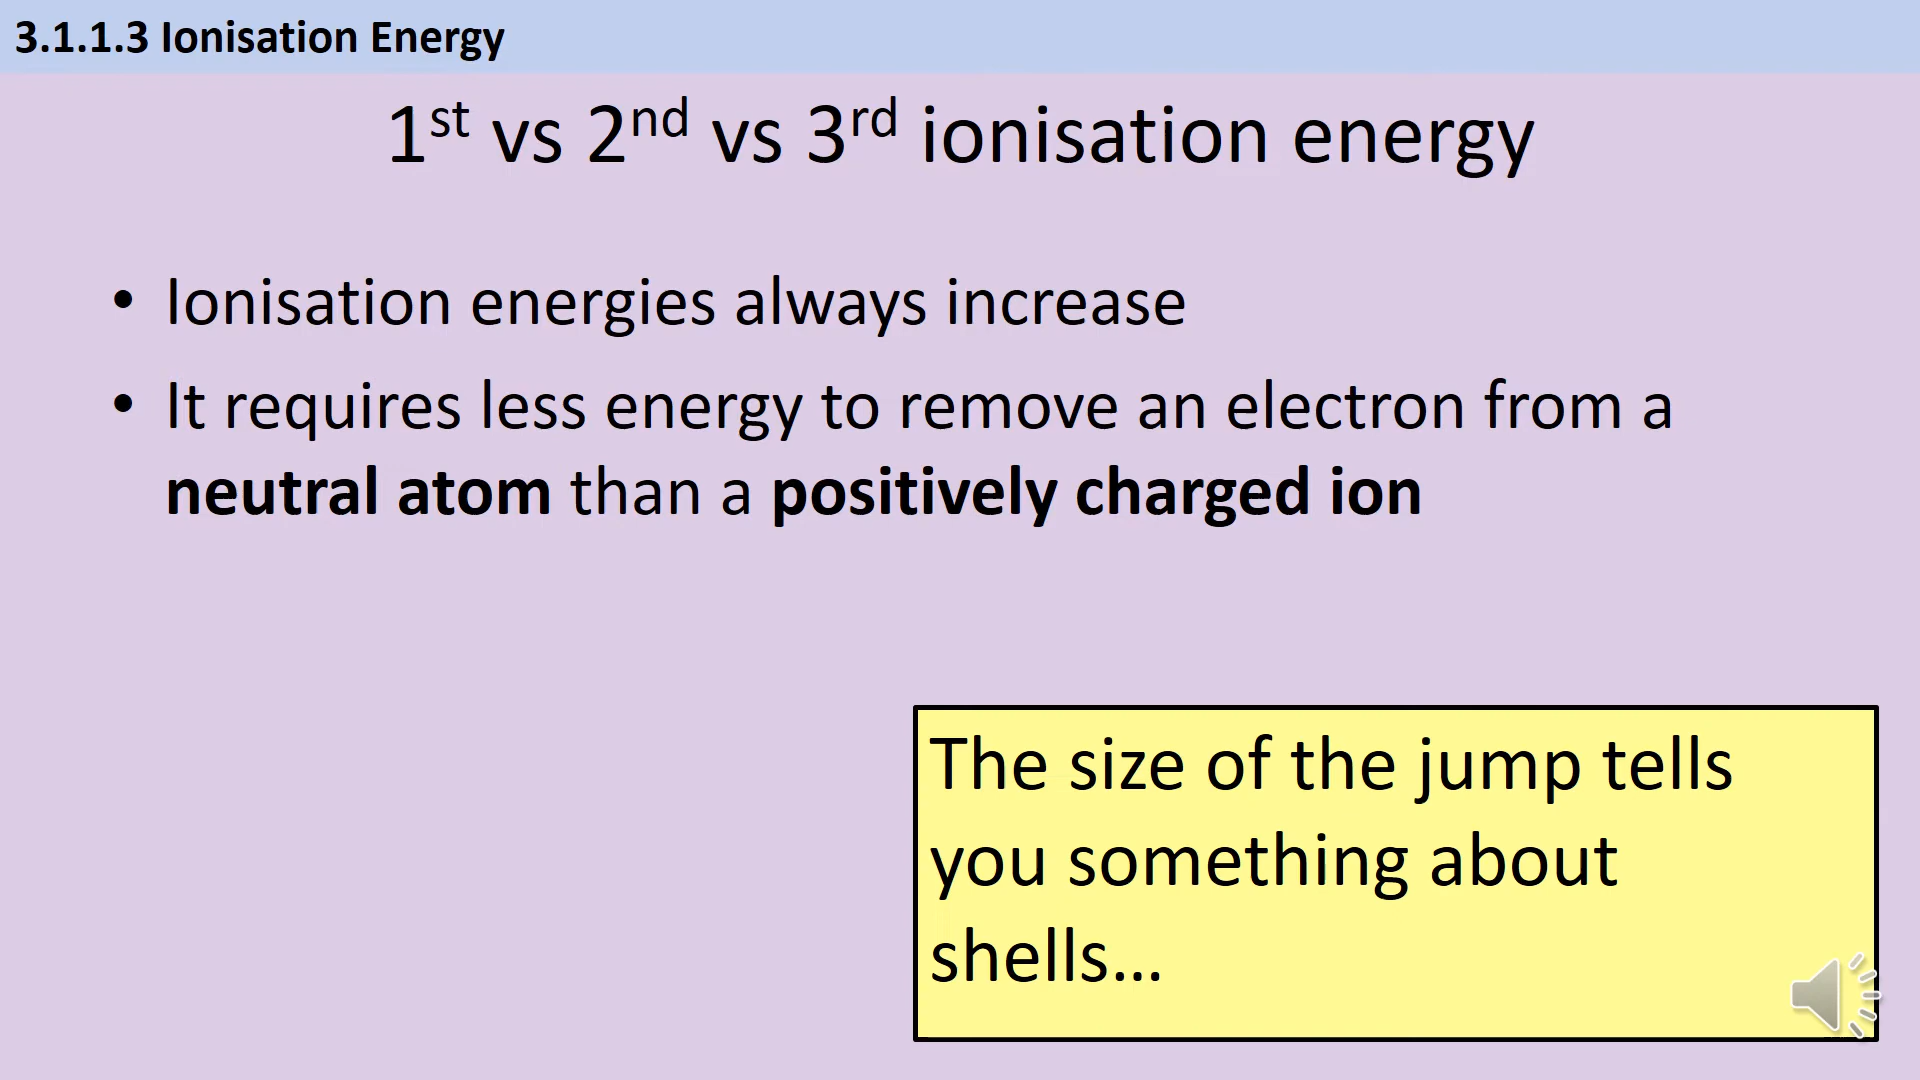 3.1.1.3 Ionisation Energy
1st vs 2nd vs 3rd ionisation energy
• Ionisation energies always increase
• It requires less energy to remove an electron from a
neutral atom than a positively charged ion
The size of the jump tells
you something about
shells...